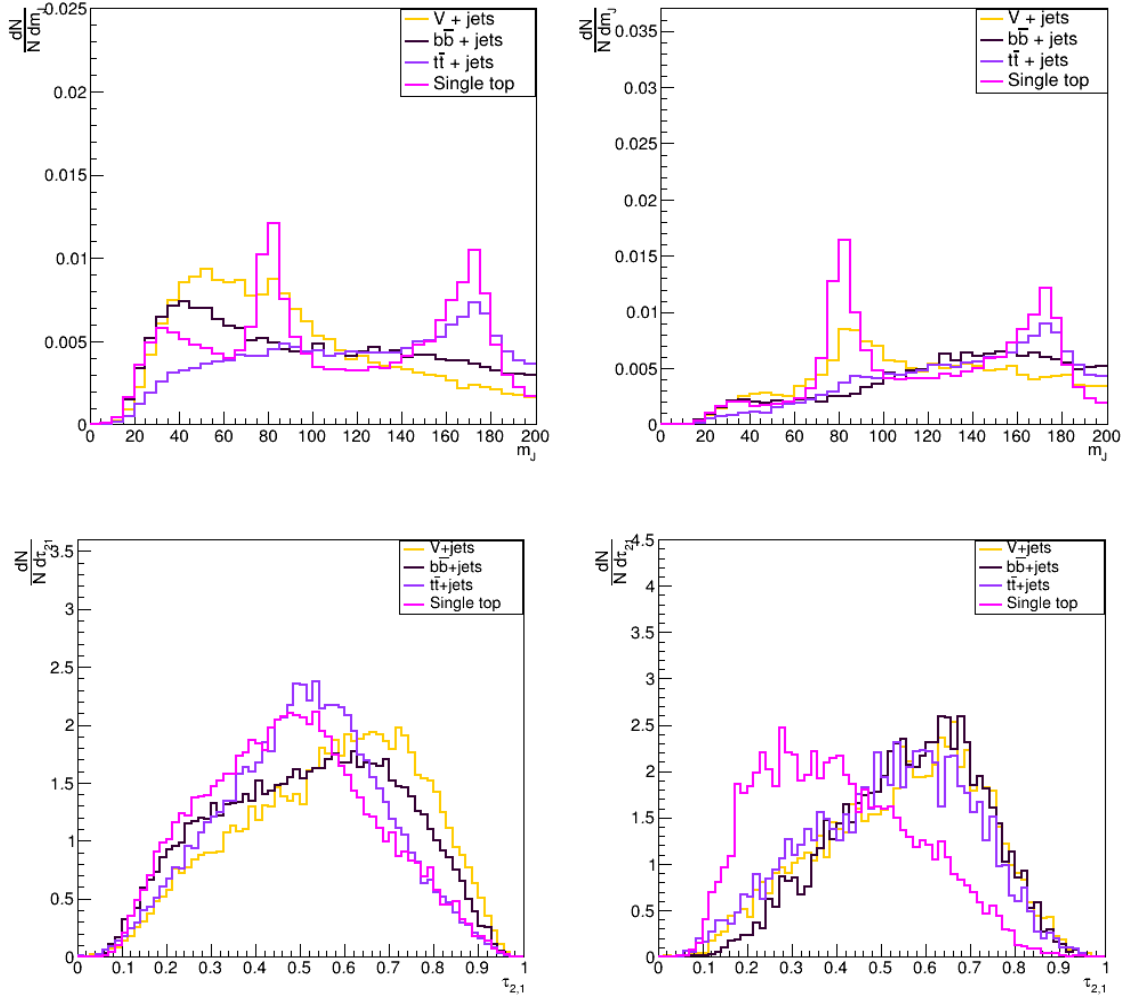 dN
N dm_J
0.025
0.02
0.015
0.01
0.005
0
0 20 40 60 80 100 120 140 160 180 200
m_J
V + jets
bb̄ + jets
tt̄ + jets
Single top
dN
N dm_J
0.035
0.03
0.025
0.02
0.015
0.01
0.005
0
0 20 40 60 80 100 120 140 160 180 200
m_J
V + jets
bb̄ + jets
tt̄ + jets
Single top
dN
N dτ_21
3.5
3
2.5
2
1.5
1
0.5
0
0 0.1 0.2 0.3 0.4 0.5 0.6 0.7 0.8 0.9 1
τ_2,1
V+jets
bb̄+jets
tt̄+jets
Single top
dN
N dτ_21
4.5
4
3.5
3
2.5
2
1.5
1
0.5
0
0 0.1 0.2 0.3 0.4 0.5 0.6 0.7 0.8 0.9 1
τ_2,1
V+jets
bb̄+jets
tt̄+jets
Single top